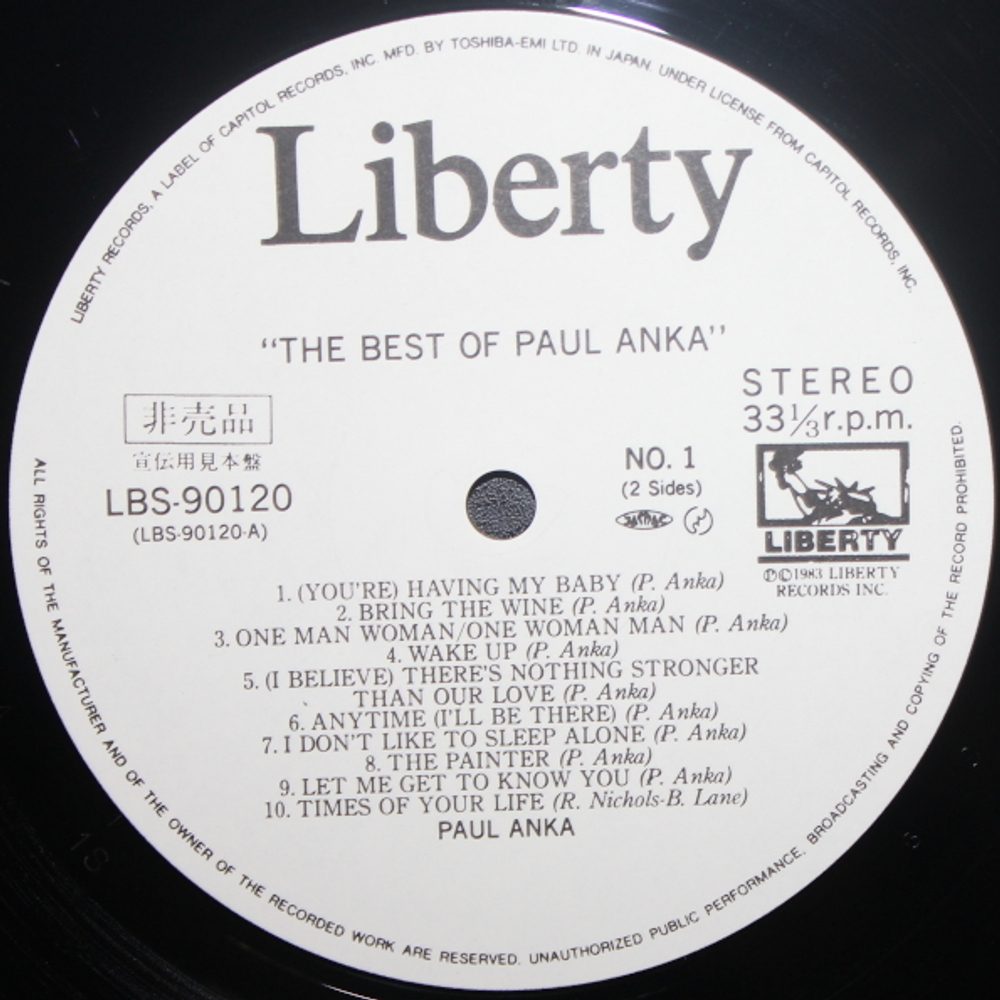 LIBERTY RECORDS, A LABEL OF CAPITOL RECORDS, INC. MFD. BY TOSHIBA-EMI LTD. IN JAPAN. UNDER LICENSE FROM CAPITOL RECORDS, INC.
Liberty
"THE BEST OF PAUL ANKA"
STEREO
33 1/3 r.p.m.
非売品
宣伝用見本盤
LBS-90120
(LBS-90120-A)
NO. 1
(2 Sides)
JASRAC
LIBERTY
℗©1983 LIBERTY
RECORDS INC.
1. (YOU'RE) HAVING MY BABY (P. Anka)
2. BRING THE WINE (P. Anka)
3. ONE MAN WOMAN/ONE WOMAN MAN (P. Anka)
4. WAKE UP (P. Anka)
5. (I BELIEVE) THERE'S NOTHING STRONGER
THAN OUR LOVE (P. Anka)
6. ANYTIME (I'LL BE THERE) (P. Anka)
7. I DON'T LIKE TO SLEEP ALONE (P. Anka)
8. THE PAINTER (P. Anka)
9. LET ME GET TO KNOW YOU (P. Anka)
10. TIMES OF YOUR LIFE (R. Nichols-B. Lane)
PAUL ANKA
ALL RIGHTS OF THE MANUFACTURER AND OF THE OWNER OF THE RECORDED WORK ARE RESERVED. UNAUTHORIZED PUBLIC PERFORMANCE, BROADCASTING AND COPYING OF THE RECORD PROHIBITED.